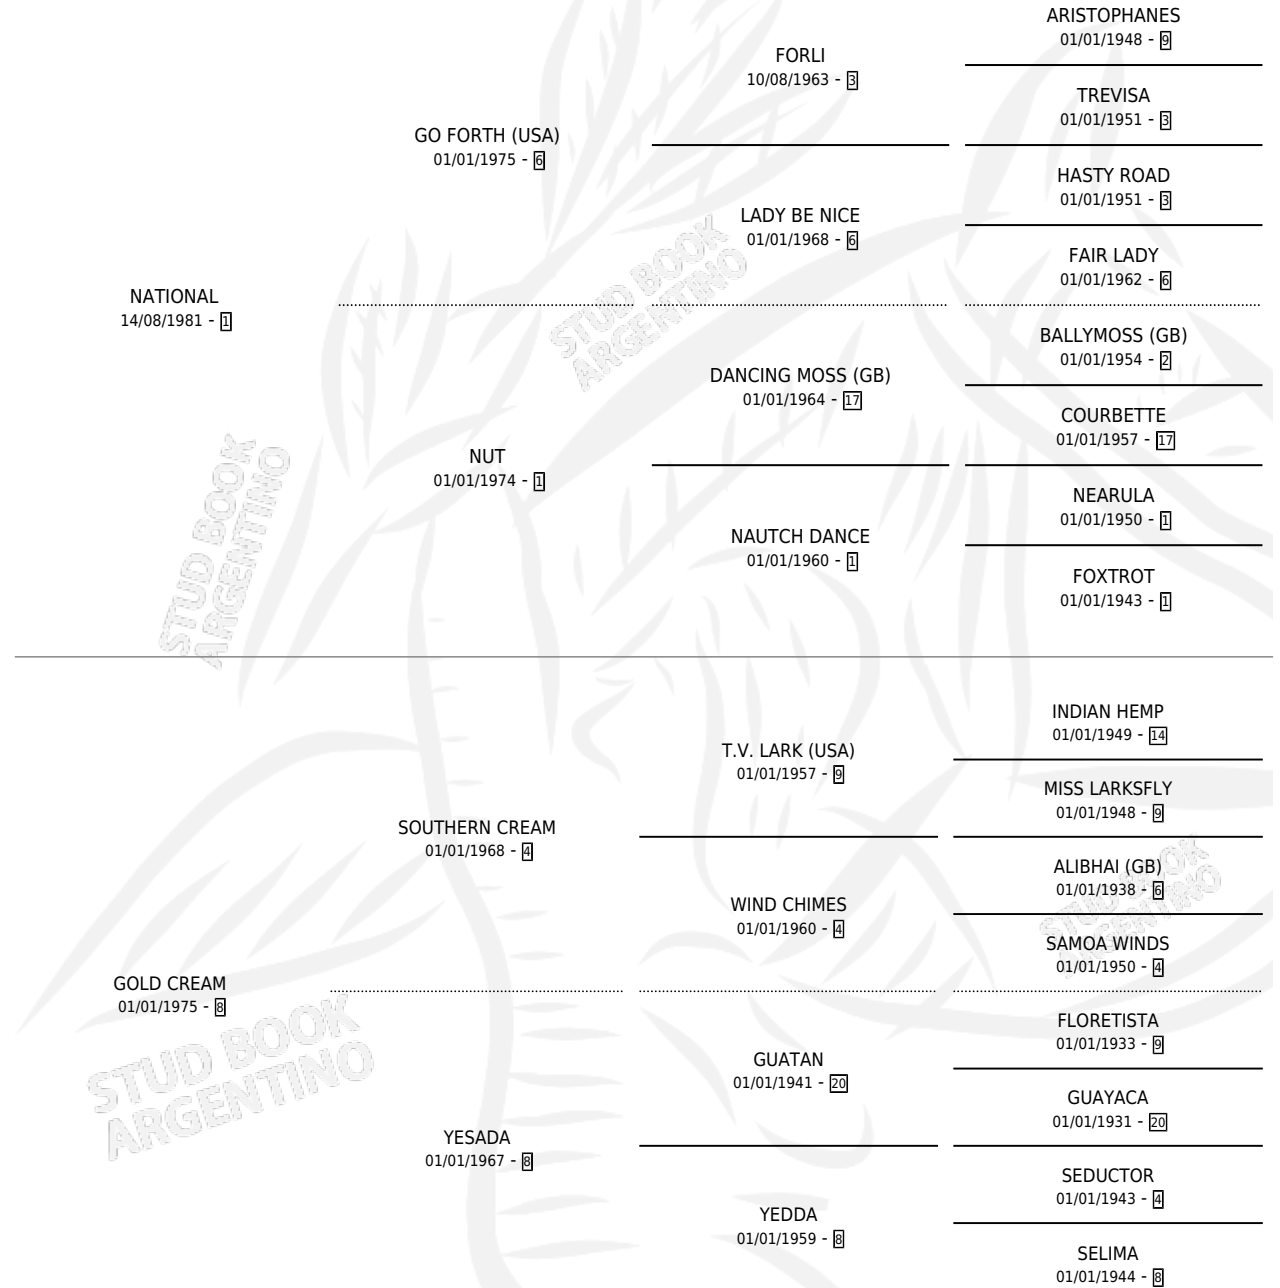 ARISTOPHANES
01/01/1948 - 9
FORLI
10/08/1963 - 3
TREVISA
01/01/1951 - 3
GO FORTH (USA)
01/01/1975 - 6
HASTY ROAD
01/01/1951 - 3
LADY BE NICE
01/01/1968 - 6
FAIR LADY
01/01/1962 - 6
NATIONAL
14/08/1981 - 1
BALLYMOSS (GB)
01/01/1954 - 2
DANCING MOSS (GB)
01/01/1964 - 17
COURBETTE
01/01/1957 - 17
NUT
01/01/1974 - 1
NEARULA
01/01/1950 - 1
NAUTCH DANCE
01/01/1960 - 1
FOXTROT
01/01/1943 - 1
INDIAN HEMP
01/01/1949 - 14
T.V. LARK (USA)
01/01/1957 - 9
MISS LARKSFLY
01/01/1948 - 9
SOUTHERN CREAM
01/01/1968 - 4
ALIBHAI (GB)
01/01/1938 - 6
WIND CHIMES
01/01/1960 - 4
SAMOA WINDS
01/01/1950 - 4
GOLD CREAM
01/01/1975 - 8
FLORETISTA
01/01/1933 - 9
GUATAN
01/01/1941 - 20
GUAYACA
01/01/1931 - 20
YESADA
01/01/1967 - 8
SEDUCTOR
01/01/1943 - 4
YEDDA
01/01/1959 - 8
SELIMA
01/01/1944 - 8
STUD BOOK
ARGENTINO
STUD BOOK
ARGENTINO
STUD BOOK
ARGENTINO
STUD BOOK
ARGENTINO